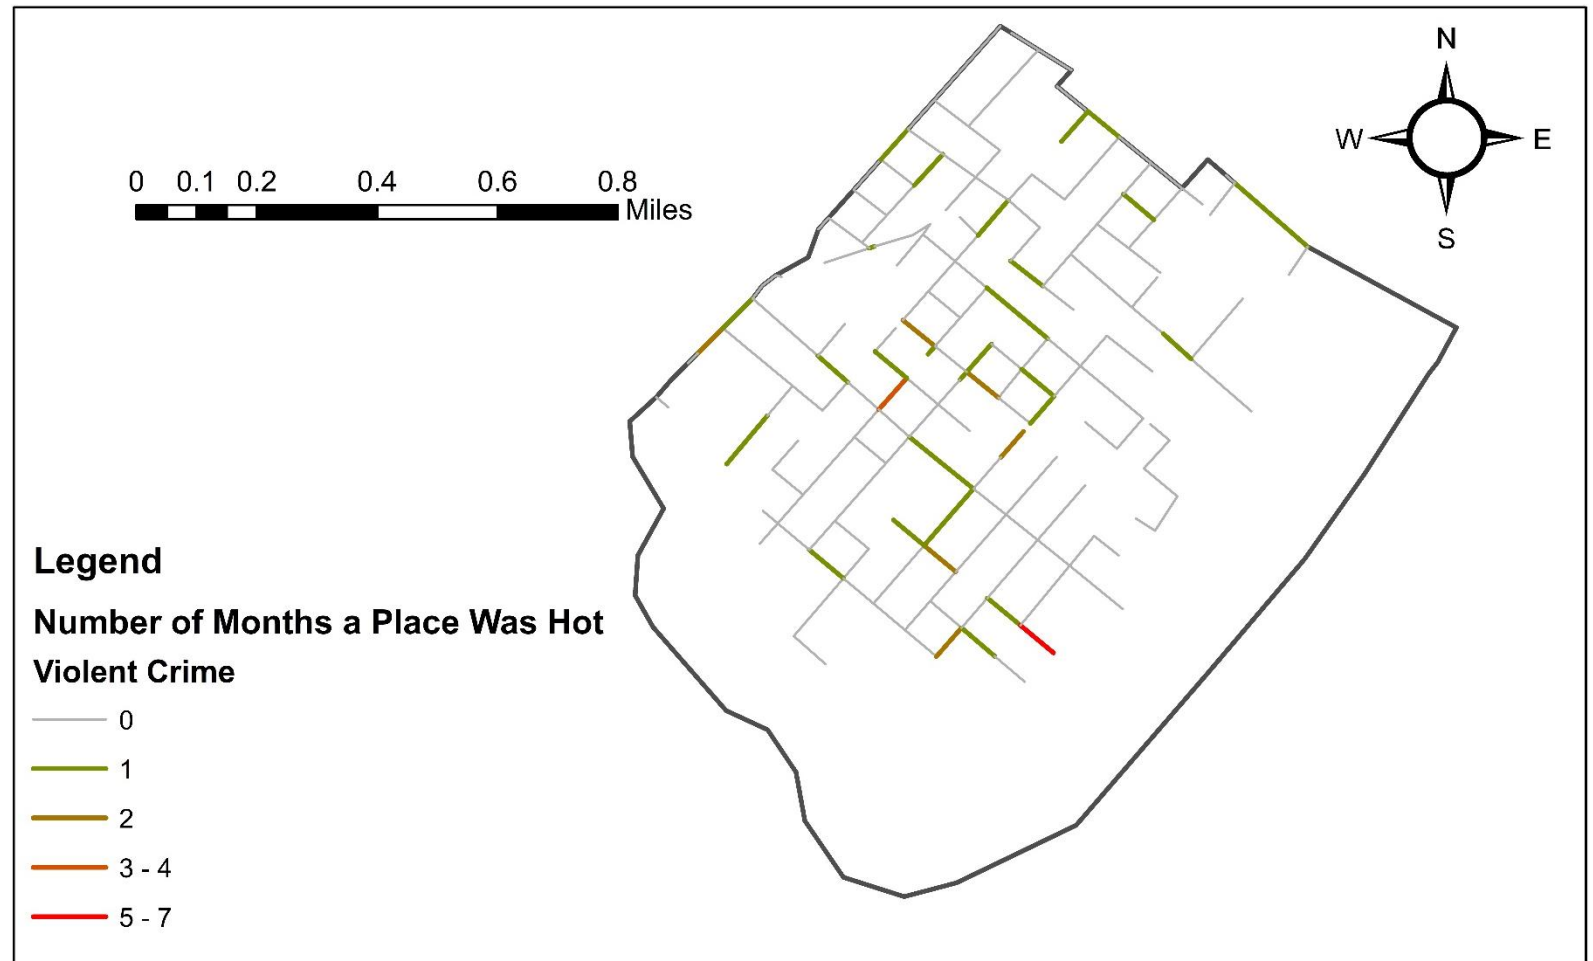 N
W E
S
0 0.1 0.2 0.4 0.6 0.8
Miles
Legend
Number of Months a Place Was Hot
Violent Crime
0
1
2
3 - 4
5 - 7